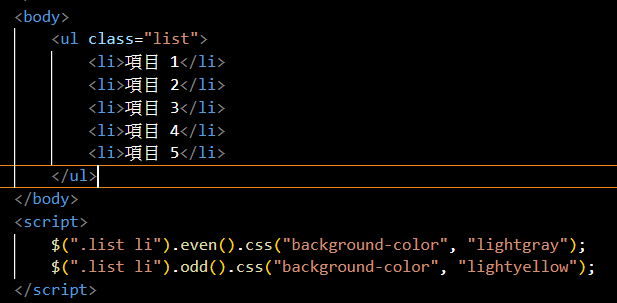 <body>
<ul class="list">
<li>項目 1</li>
<li>項目 2</li>
<li>項目 3</li>
<li>項目 4</li>
<li>項目 5</li>
</ul>
</body>
<script>
$(".list li").even().css("background-color", "lightgray");
$(".list li").odd().css("background-color", "lightyellow");
</script>